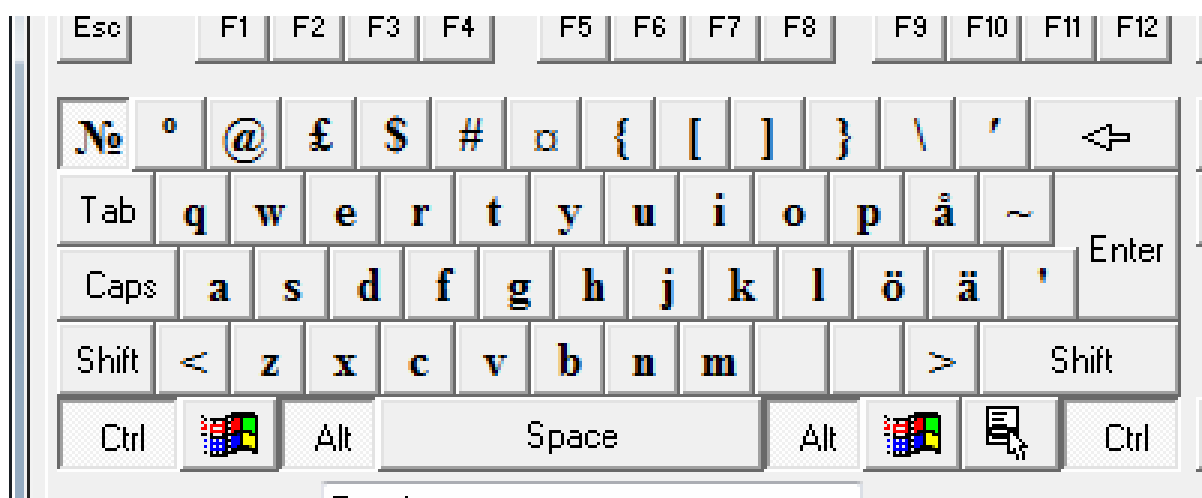 Esc F1 F2 F3 F4 F5 F6 F7 F8 F9 F10 F11 F12
№ º @ £ $ # ¤ { [ ] } \ ′
Tab q w e r t y u i o p å ~
Enter
Caps a s d f g h j k l ö ä '
Shift < z x c v b n m > Shift
Ctrl Alt Space Alt Ctrl